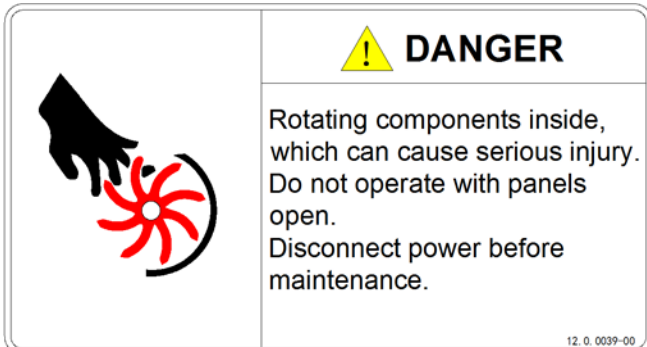 ! DANGER
Rotating components inside,
which can cause serious injury.
Do not operate with panels
open.
Disconnect power before
maintenance.
12.0.0039-00